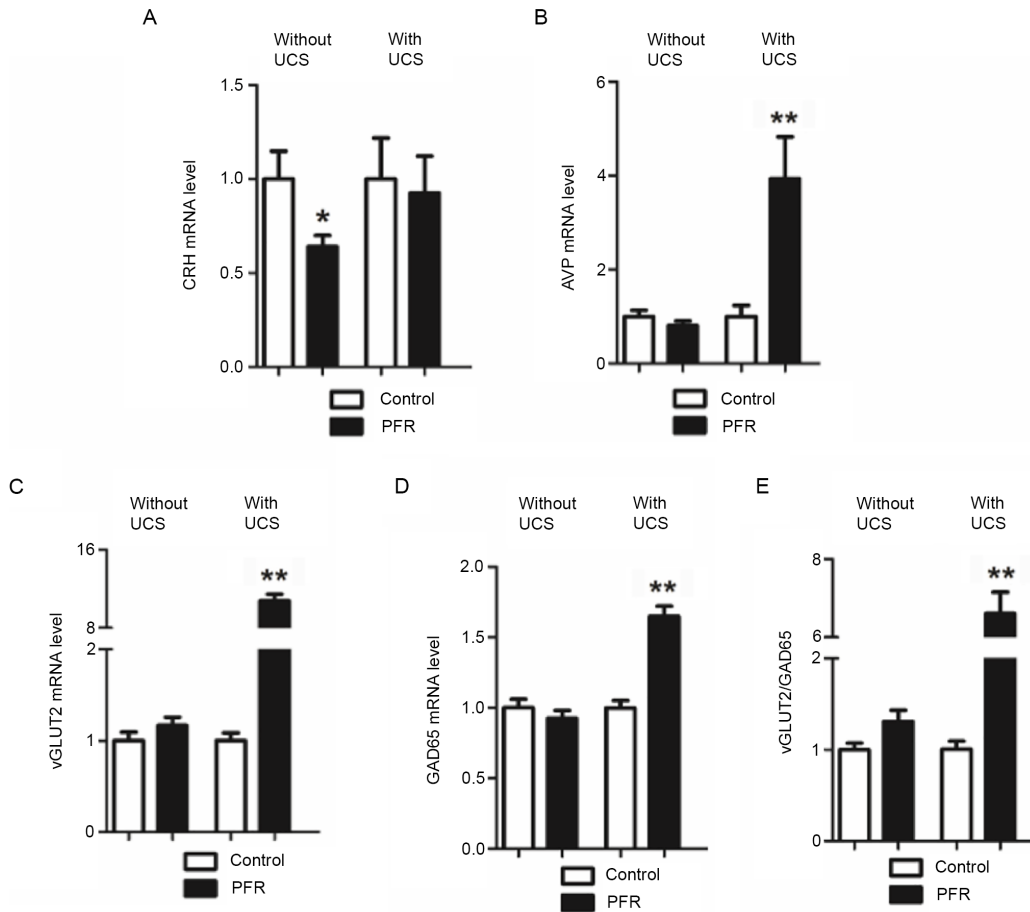 A
Without
UCS
With
UCS
CRH mRNA level
1.5
1.0
0.5
0.0
*
Control
PFR
B
Without
UCS
With
UCS
AVP mRNA level
6
4
2
0
**
Control
PFR
C
Without
UCS
With
UCS
vGLUT2 mRNA level
16
8
2
1
0
**
Control
PFR
D
Without
UCS
With
UCS
GAD65 mRNA level
2.0
1.5
1.0
0.5
0.0
**
Control
PFR
E
Without
UCS
With
UCS
vGLUT2/GAD65
8
6
2
1
0
**
Control
PFR